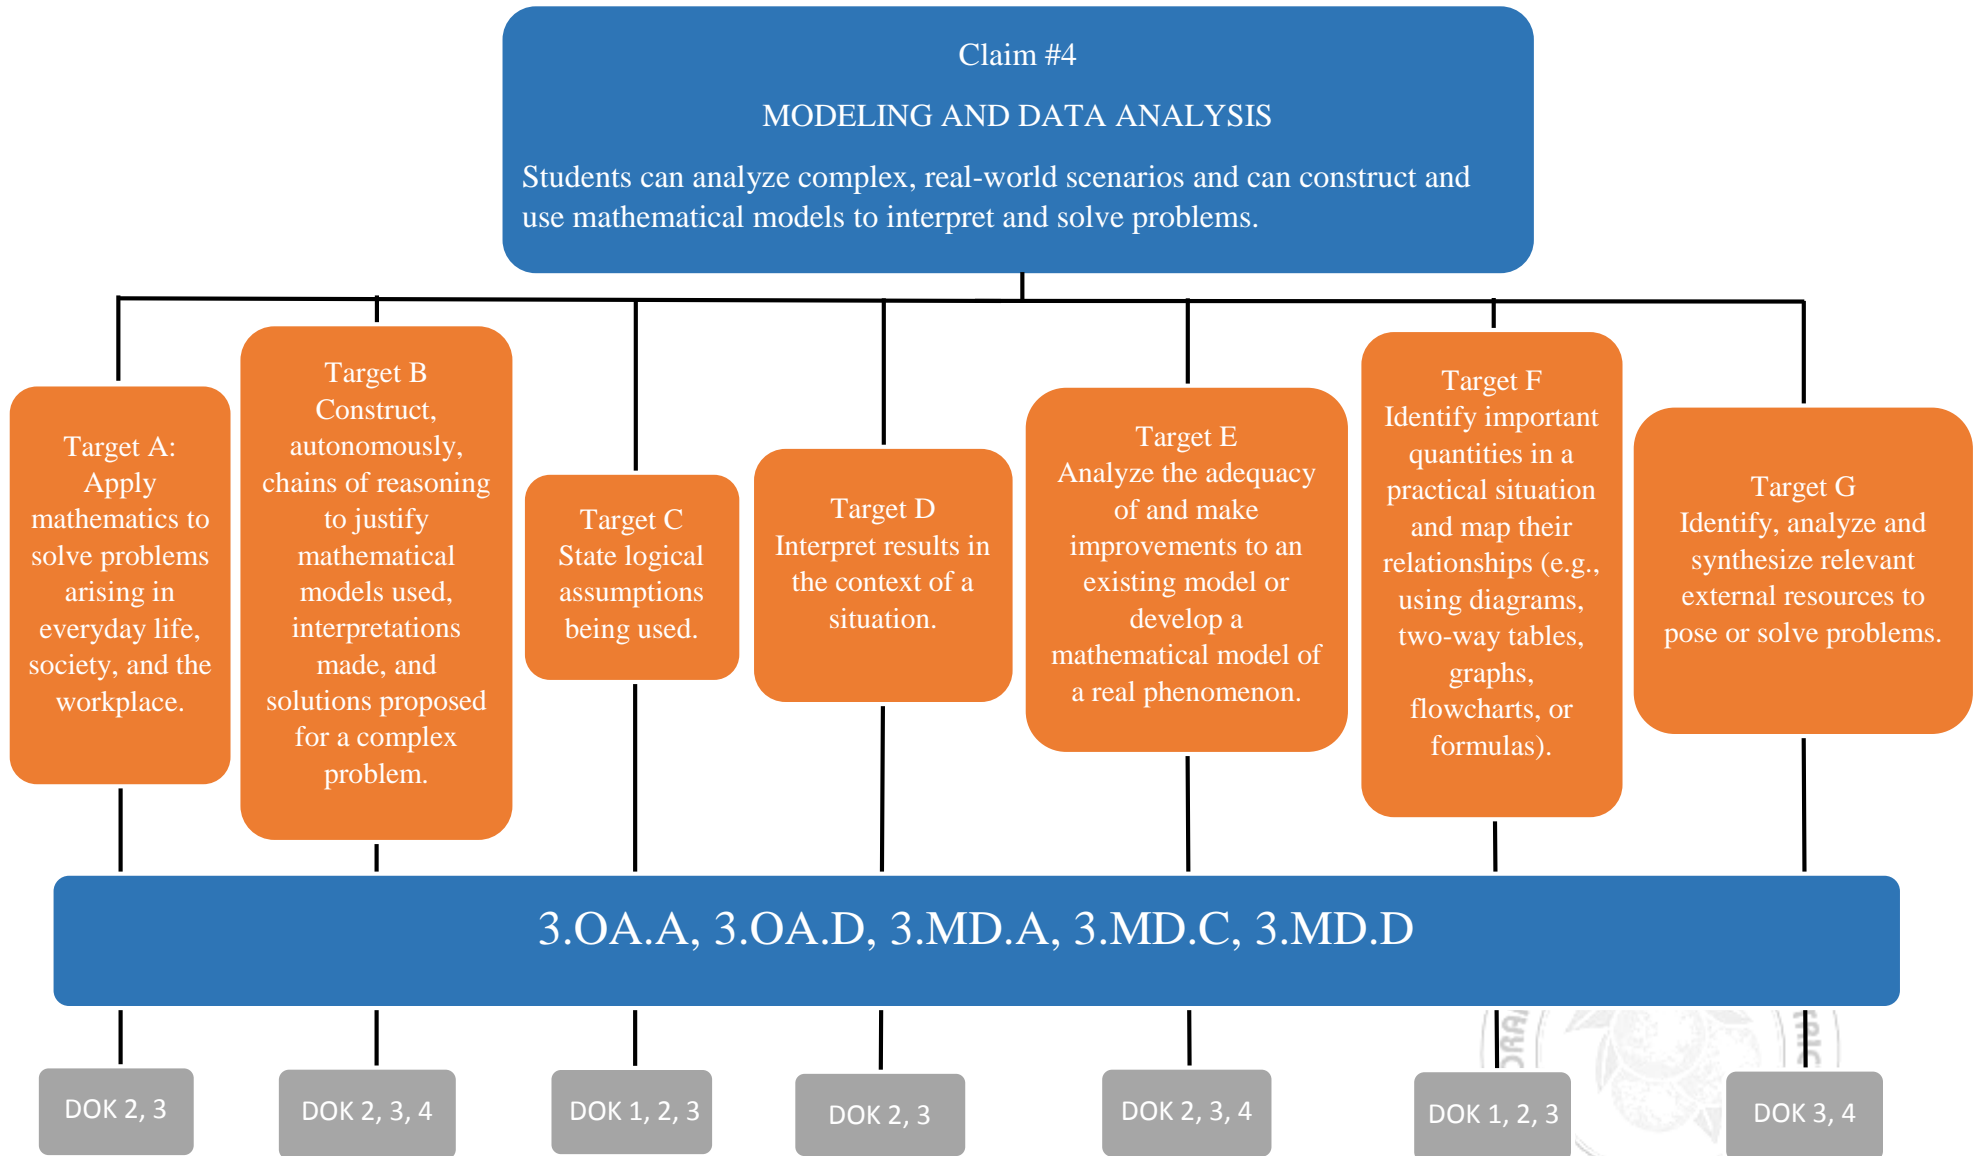 Claim #4
MODELING AND DATA ANALYSIS
Students can analyze complex, real-world scenarios and can construct and
use mathematical models to interpret and solve problems.
Target A:
Apply
mathematics to
solve problems
arising in
everyday life,
society, and the
workplace.
Target B
Construct,
autonomously,
chains of reasoning
to justify
mathematical
models used,
interpretations
made, and
solutions proposed
for a complex
problem.
Target C
State logical
assumptions
being used.
Target D
Interpret results in
the context of a
situation.
Target E
Analyze the adequacy
of and make
improvements to an
existing model or
develop a
mathematical model of
a real phenomenon.
Target F
Identify important
quantities in a
practical situation
and map their
relationships (e.g.,
using diagrams,
two-way tables,
graphs,
flowcharts, or
formulas).
Target G
Identify, analyze and
synthesize relevant
external resources to
pose or solve problems.
3.OA.A, 3.OA.D, 3.MD.A, 3.MD.C, 3.MD.D
DOK 2, 3
DOK 2, 3, 4
DOK 1, 2, 3
DOK 2, 3
DOK 2, 3, 4
DOK 1, 2, 3
DOK 3, 4